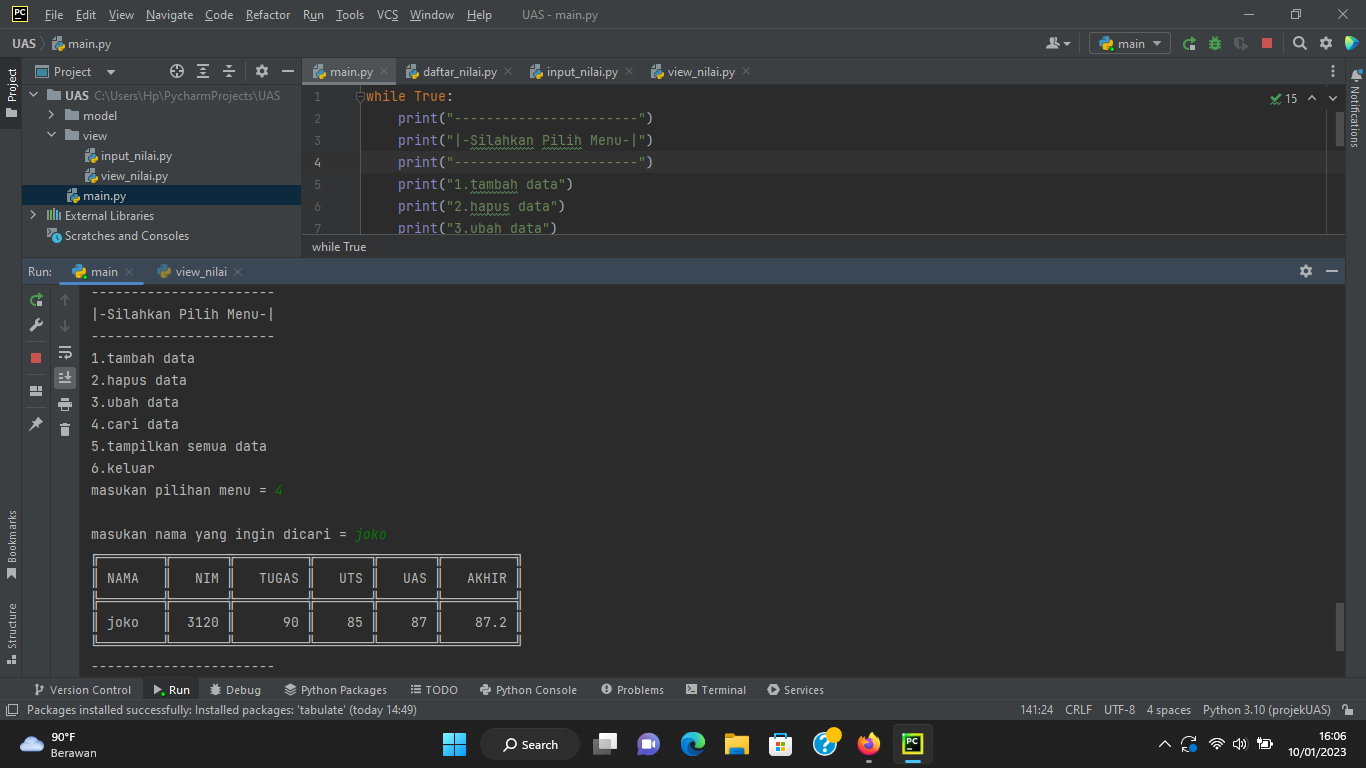 PC File Edit View Navigate Code Refactor Run Tools VCS Window Help UAS - main.py
UAS main.py main
Project
Project
UAS C:\Users\Hp\PycharmProjects\UAS
model
view
input_nilai.py
view_nilai.py
main.py
External Libraries
Scratches and Consoles
main.py daftar_nilai.py input_nilai.py view_nilai.py
Notifications
15
1 while True:
2 print("-----------------------")
3 print("|-Silahkan Pilih Menu-|")
4 print("-----------------------")
5 print("1.tambah data")
6 print("2.hapus data")
7 print("3.ubah data")
while True
Run: main view_nilai
-----------------------
|-Silahkan Pilih Menu-|
-----------------------
1.tambah data
2.hapus data
3.ubah data
4.cari data
5.tampilkan semua data
6.keluar
masukan pilihan menu = 4
masukan nama yang ingin dicari = joko
NAMA NIM TUGAS UTS UAS AKHIR
joko 3120 90 85 87 87.2
-----------------------
Bookmarks
Structure
Version Control Run Debug Python Packages TODO Python Console Problems Terminal Services
Packages installed successfully: Installed packages: 'tabulate' (today 14:49) 141:24 CRLF UTF-8 4 spaces Python 3.10 (projekUAS)
90°F
Berawan
Search
PC
16:06
10/01/2023